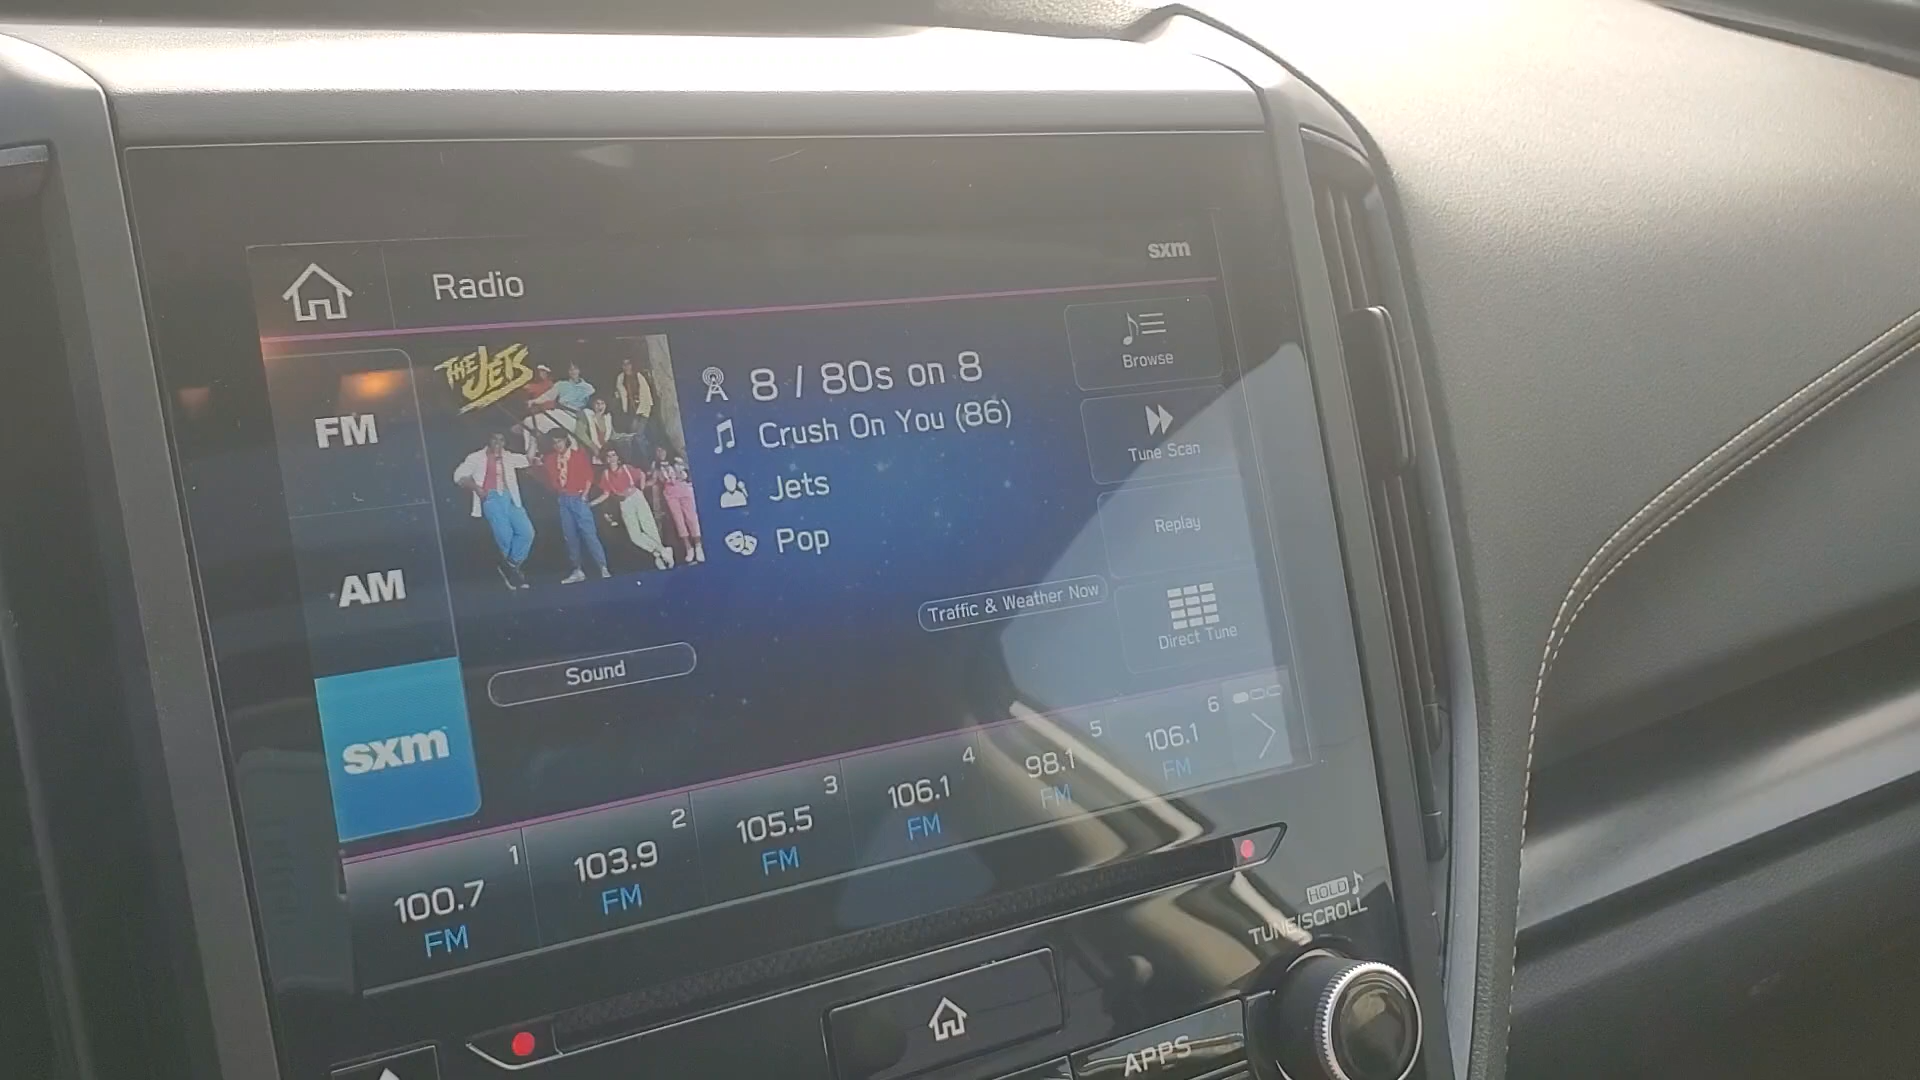 sxm
Radio
THE JETS
8 / 80s on 8
Crush On You (86)
Jets
Pop
Browse
Tune Scan
Replay
Direct Tune
Traffic & Weather Now
Sound
FM
AM
sxm
1
100.7
FM
2
103.9
FM
3
105.5
FM
4
106.1
FM
5
98.1
FM
6
106.1
FM
HOLD
TUNE/SCROLL
APPS